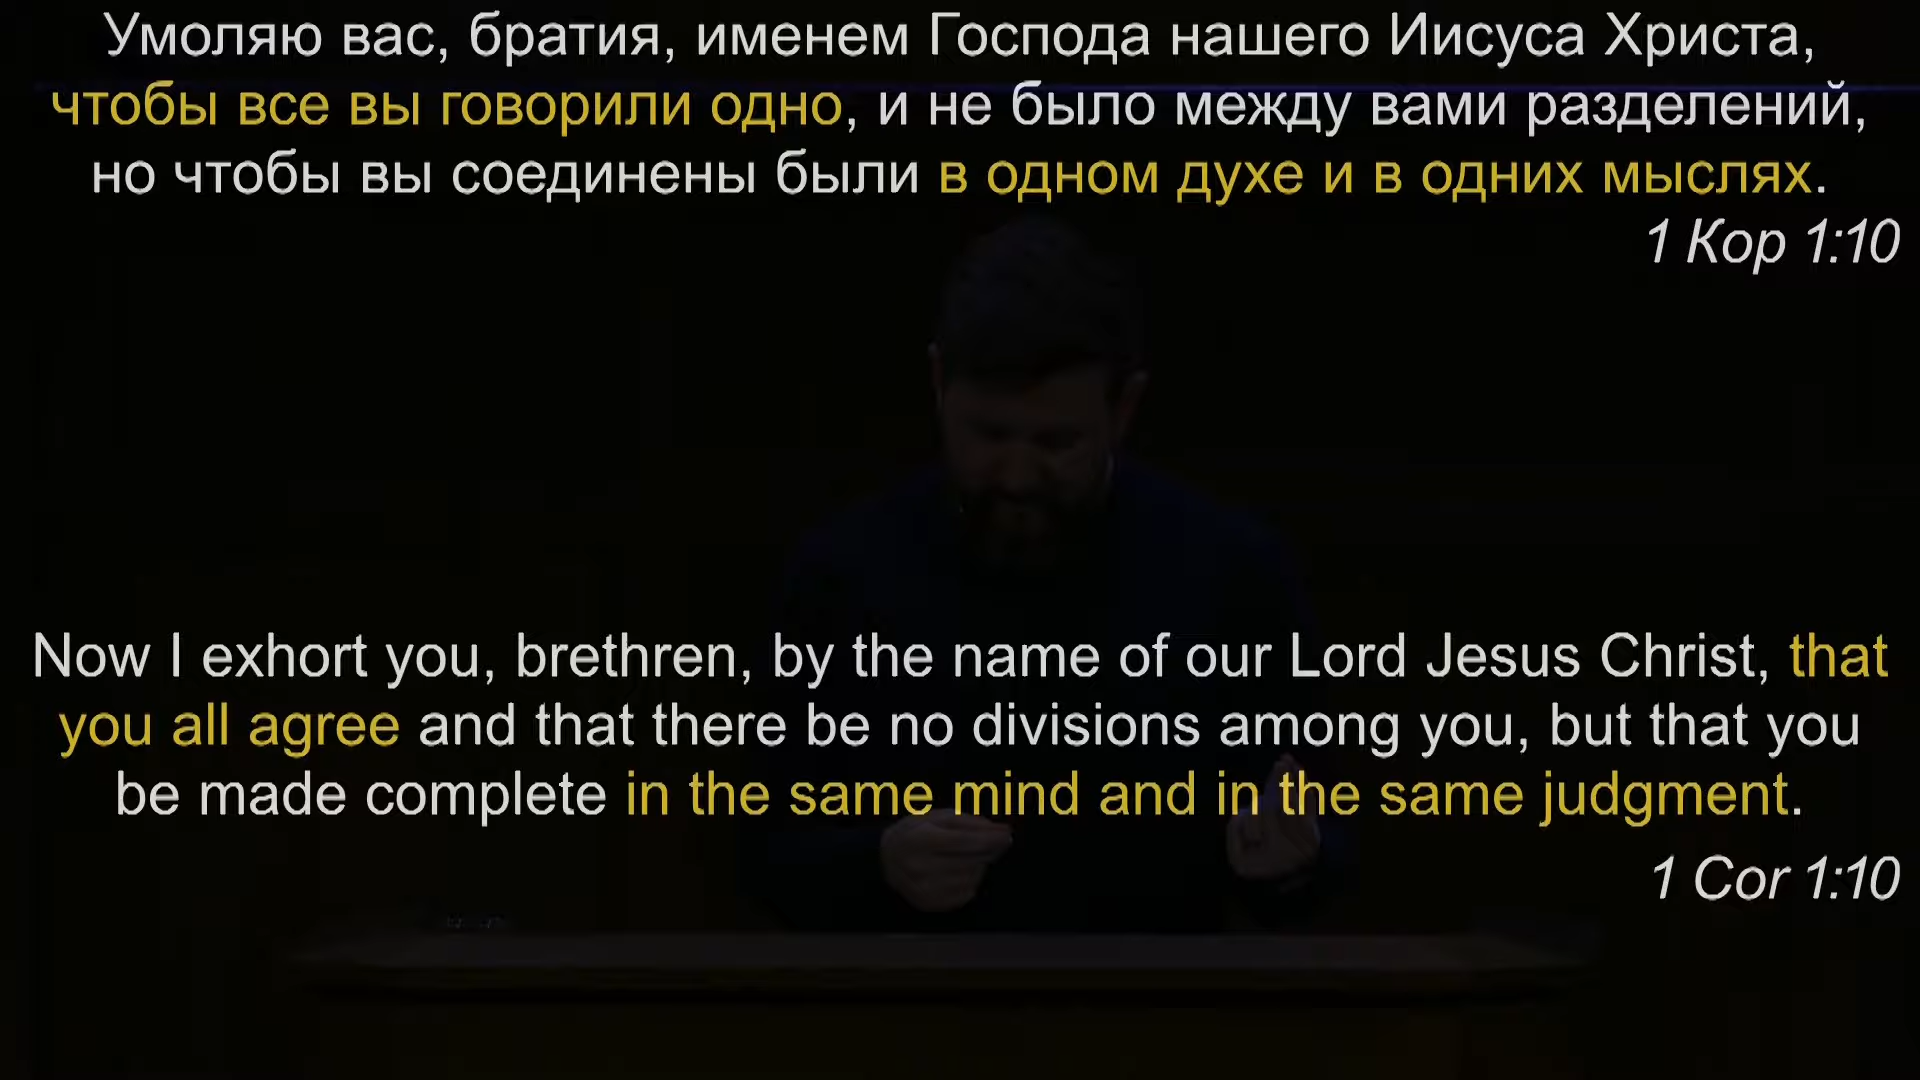 Умоляю вас, братия, именем Господа нашего Иисуса Христа,
чтобы все вы говорили одно, и не было между вами разделений,
но чтобы вы соединены были в одном духе и в одних мыслях.
1 Кор 1:10
Now I exhort you, brethren, by the name of our Lord Jesus Christ, that
you all agree and that there be no divisions among you, but that you
be made complete in the same mind and in the same judgment.
1 Cor 1:10